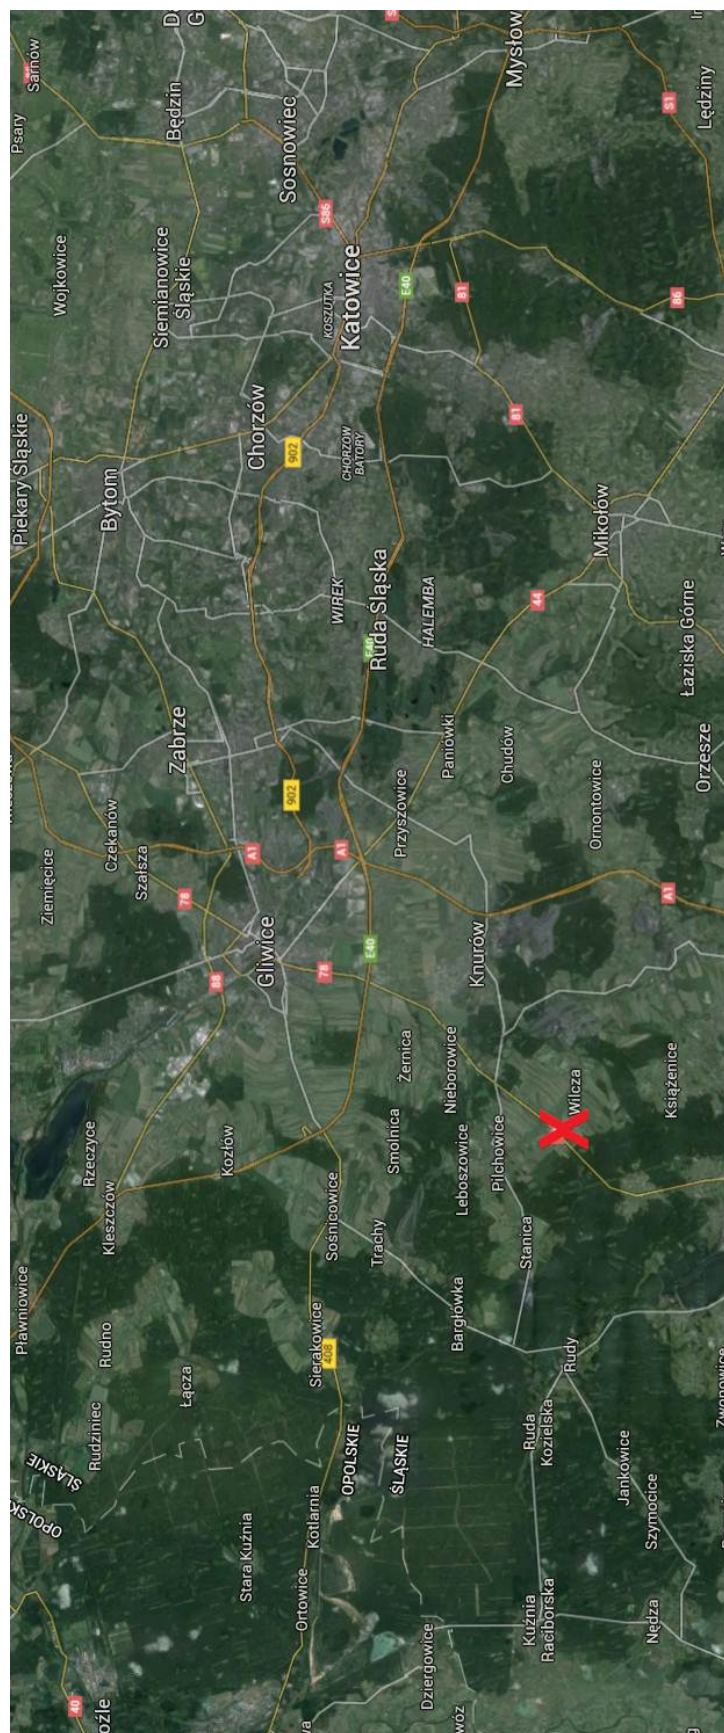 Pławniowice
Piekary Śląskie
Psary
Sarnów
OPOLSKI
ŚLĄSKIE
Ziemięcice
Wojkowice
40
oźle
Rudziniec
Rudno
Kleszczów
Rzeczyce
Czekanów
Bytom
Szałsza
Siemianowice
Śląskie
Będzin
Łącza
78
Zabrze
88
Kozłów
Stara Kuźnia
A1
Gliwice
Chorzów
Sosnowiec
Ortowice
Kotlarnia
Sierakowice
408
Sośnicowice
78
902
902
S86
KOSZUTKA
OPOLSKIE
ŚLĄSKIE
A1
WIREK
CHORZÓW
BATORY
Katowice
Trachy
Smolnica
Żernica
E40
E40
Ruda Śląska
E40
Przyszowice
HALEMBA
Dziergowice
Bargłówka
Leboszowice
Nieborowice
Paniówki
81
Knurów
Pilchowice
Stanica
Chudów
44
81
Mysłow
Kuźnia
Raciborska
Ruda
Kozielska
Rudy
Wilcza
Ornontowice
Mikołów
Jankowice
Szymocice
Nędza
Książenice
A1
Łaziska Górne
86
S1
Orzesze
Lędziny